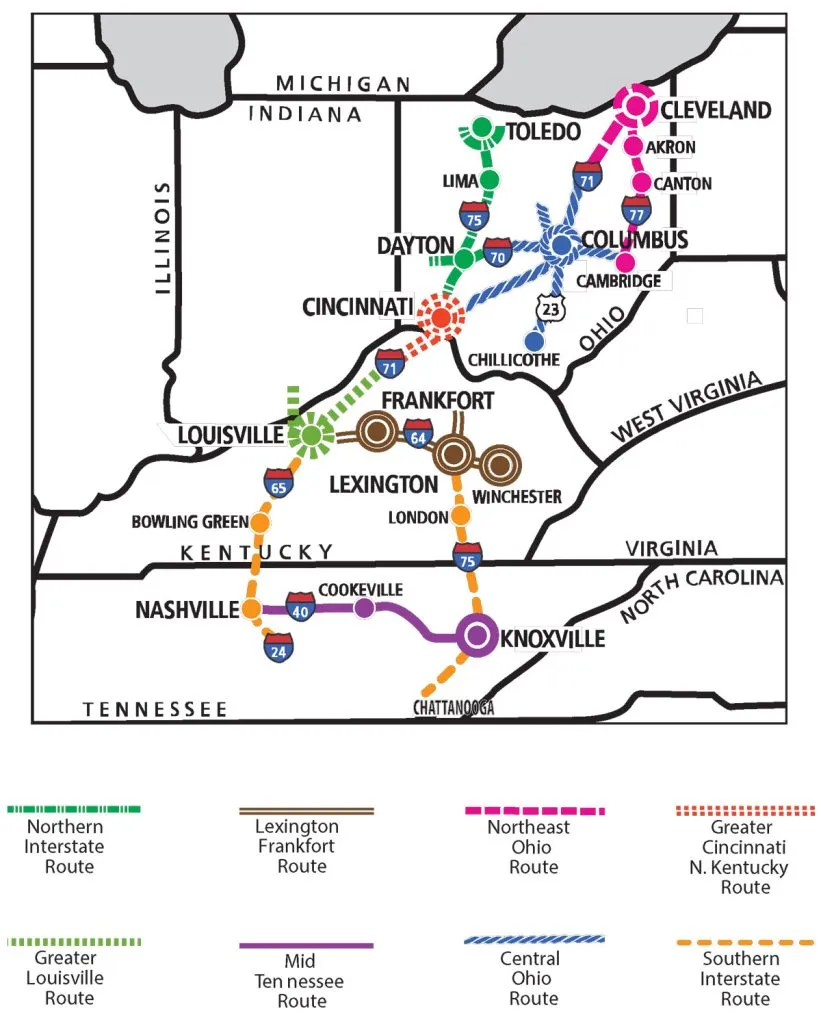 MICHIGAN
INDIANA
CLEVELAND
TOLEDO
AKRON
LIMA
CANTON
71
ILLINOIS
75
77
DAYTON
70
COLUMBUS
CAMBRIDGE
CINCINNATI
23
OHIO
CHILLICOTHE
71
FRANKFORT
WEST VIRGINIA
LOUISVILLE
64
LEXINGTON
WINCHESTER
65
BOWLING GREEN
LONDON
KENTUCKY
75
VIRGINIA
NORTH CAROLINA
COOKEVILLE
NASHVILLE
40
KNOXVILLE
24
CHATTANOOGA
TENNESSEE
Northern
Interstate
Route
Lexington
Frankfort
Route
Northeast
Ohio
Route
Greater
Cincinnati
N. Kentucky
Route
Greater
Louisville
Route
Mid
Ten nessee
Route
Central
Ohio
Route
Southern
Interstate
Route